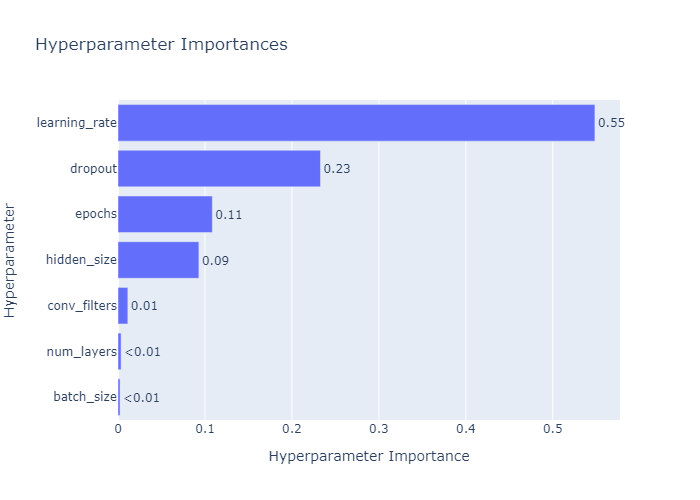 Hyperparameter Importances
learning_rate 0.55
dropout 0.23
epochs 0.11
hidden_size 0.09
conv_filters 0.01
num_layers <0.01
batch_size <0.01
Hyperparameter
0 0.1 0.2 0.3 0.4 0.5
Hyperparameter Importance